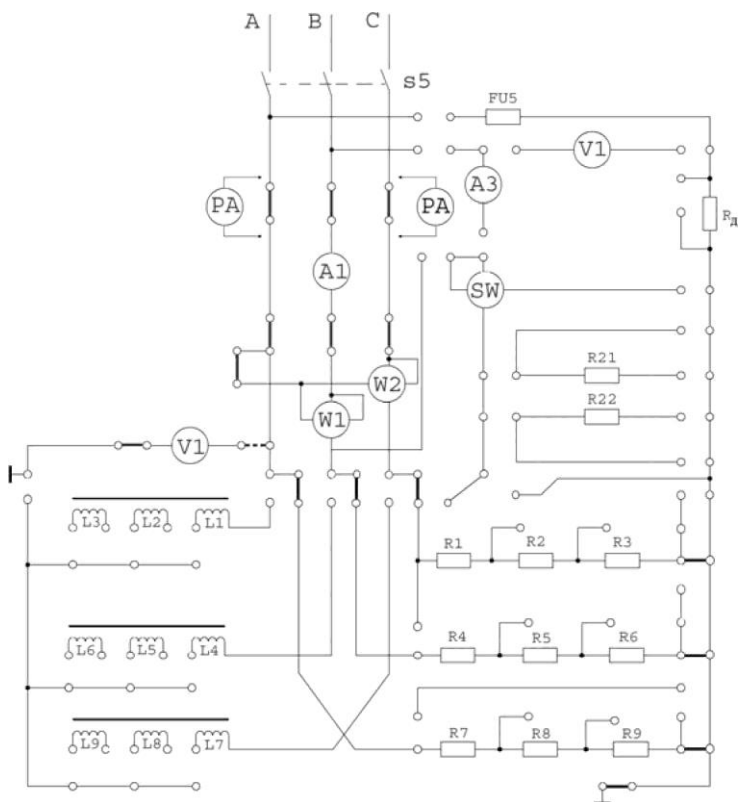 A B C
s5
FU5
V1
A3
PA PA
Rд
A1
SW
R21
W2
R22
W1
V1
L3 L2 L1
R1 R2 R3
L6 L5 L4
R4 R5 R6
L9 L8 L7
R7 R8 R9